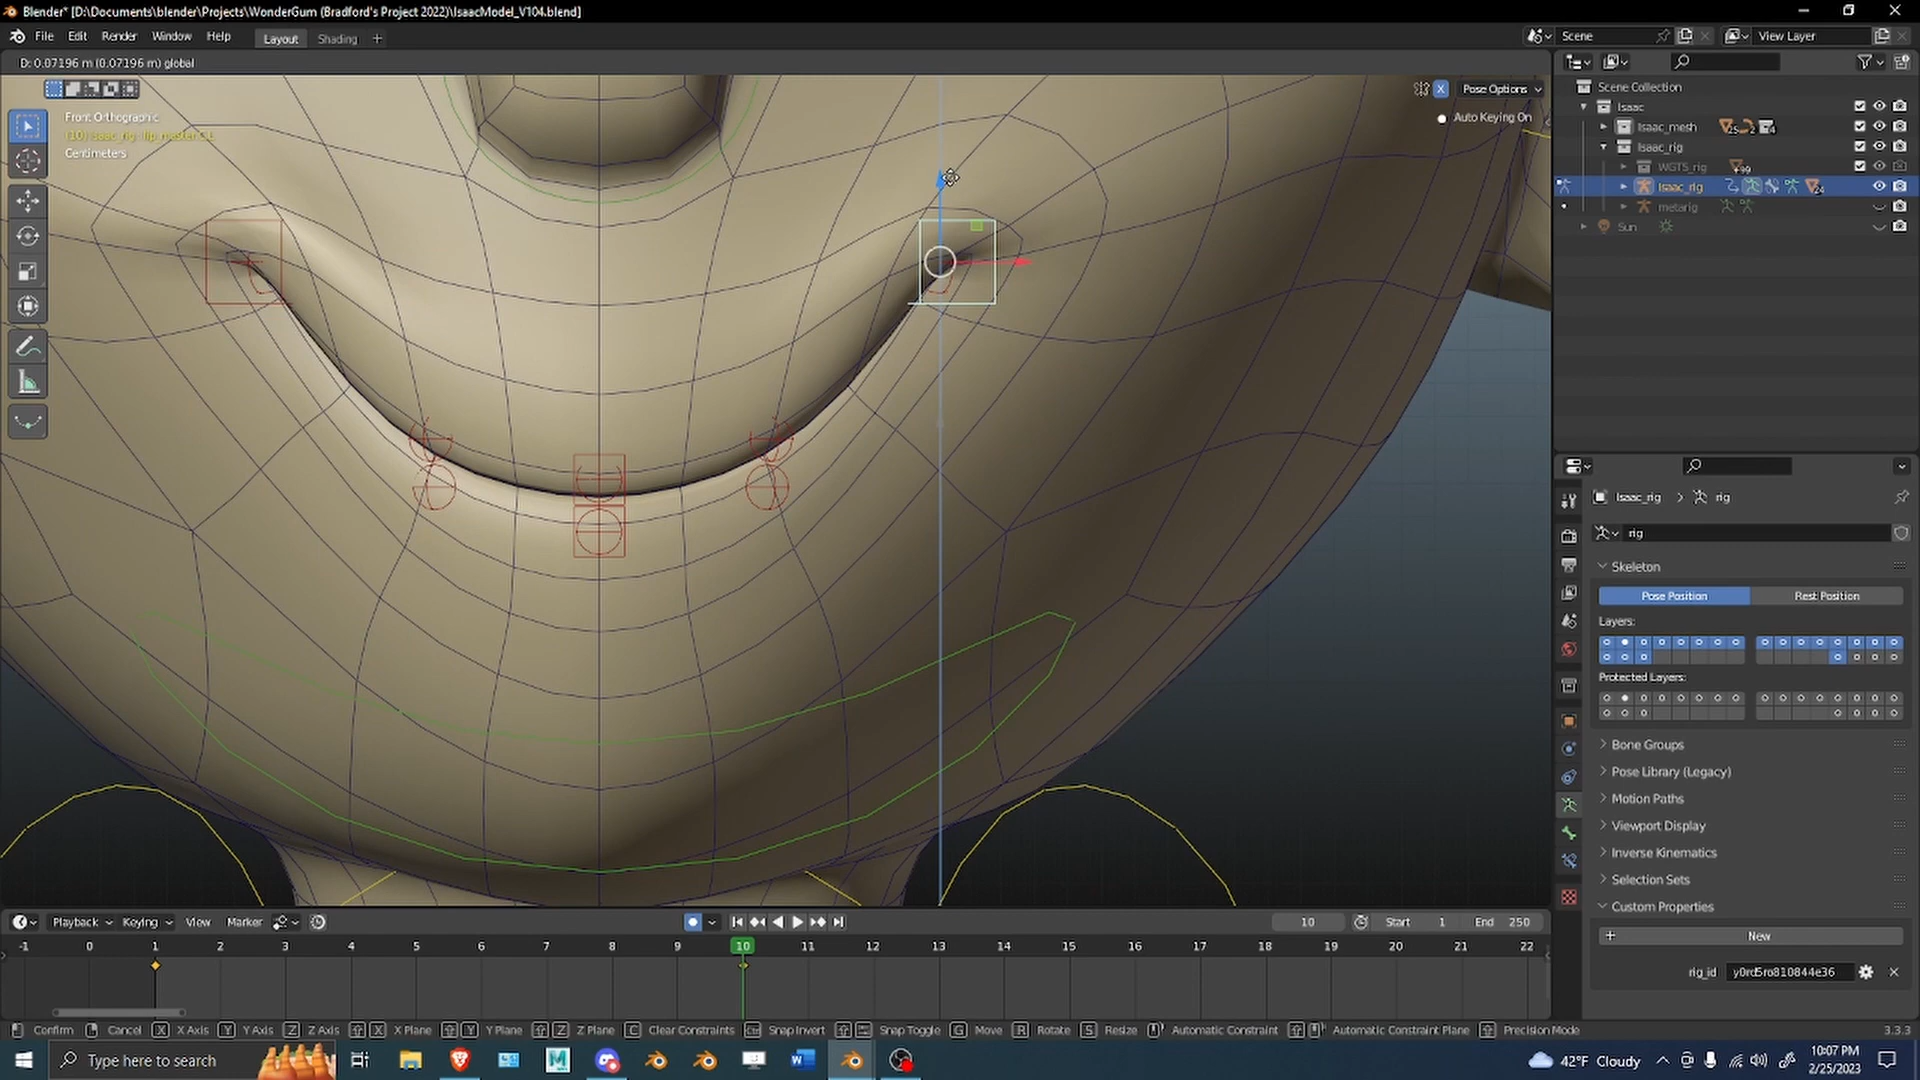 Blender* [D:\Documents\blender\Projects\WonderGum (Bradford's Project 2022)\IsaacModel_V104.blend]
File Edit Render Window Help Layout Shading + Scene View Layer
D: 0.07196 m (0.07196 m) global
Scene Collection
X Pose Options
Isaac
Front Orthographic
Auto Keying On
Isaac_mesh
Centimeters
Isaac_rig
WGTS_rig
Isaac_rig
metarig
Sun
Isaac_rig > rig
rig
Skeleton
Pose Position Rest Position
Layers:
Protected Layers:
Bone Groups
Pose Library (Legacy)
Motion Paths
Viewport Display
Inverse Kinematics
Selection Sets
Custom Properties
New
rig_id y0rd5ro810844e36
Playback Keying View Marker 10 Start 1 End 250
-1 0 1 2 3 4 5 6 7 8 9 10 11 12 13 14 15 16 17 18 19 20 21 22
Confirm Cancel X X Axis Y Y Axis Z Z Axis X X Plane Y Y Plane Z Z Plane C Clear Constraints Ctrl Snap Invert Snap Toggle G Move R Rotate S Resize Automatic Constraint Automatic Constraint Plane Precision Mode 3.3.3
Type here to search 42°F Cloudy 10:07 PM
2/25/2023